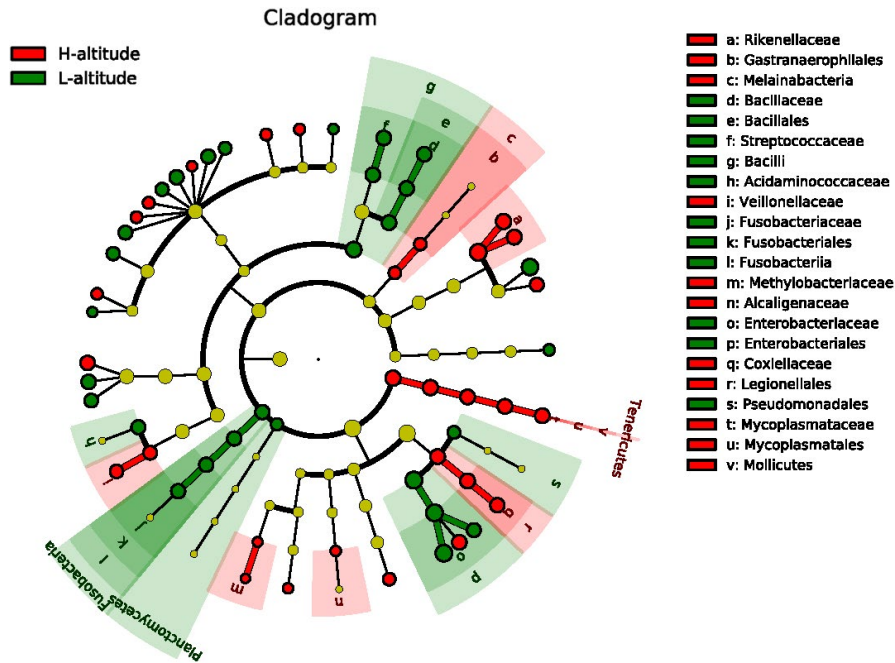 Cladogram
H-altitude
L-altitude
a: Rikenellaceae
b: Gastranaerophilales
c: Melainabacteria
d: Bacillaceae
e: Bacillales
f: Streptococcaceae
g: Bacilli
h: Acidaminococcaceae
i: Veillonellaceae
j: Fusobacteriaceae
k: Fusobacteriales
l: Fusobacteriia
m: Methylobacteriaceae
n: Alcaligenaceae
o: Enterobacteriaceae
p: Enterobacteriales
q: Coxiellaceae
r: Legionellales
s: Pseudomonadales
t: Mycoplasmataceae
u: Mycoplasmatales
v: Mollicutes
g
f
e
d
c
b
a
Tenericutes
t
u
v
s
r
q
o
p
n
m
h
i
j
k
l
Fusobacteria
Planctomycetes